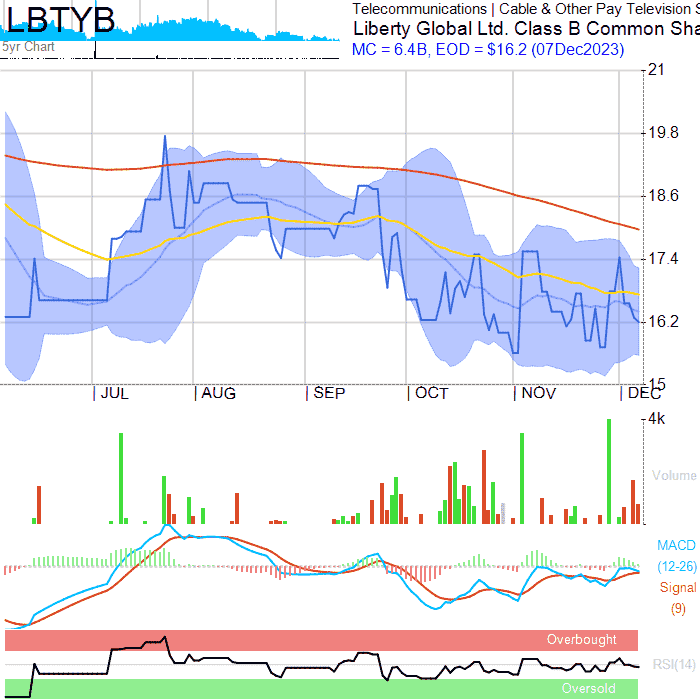 LBTYB
5yr Chart
Telecommunications | Cable & Other Pay Television S
Liberty Global Ltd. Class B Common Sha
MC = 6.4B, EOD = $16.2 (07Dec2023)
21
19.8
18.6
17.4
16.2
15
JUL AUG SEP OCT NOV DEC
4k
Volume
MACD
(12-26)
Signal
(9)
Overbought
RSI(14)
Oversold